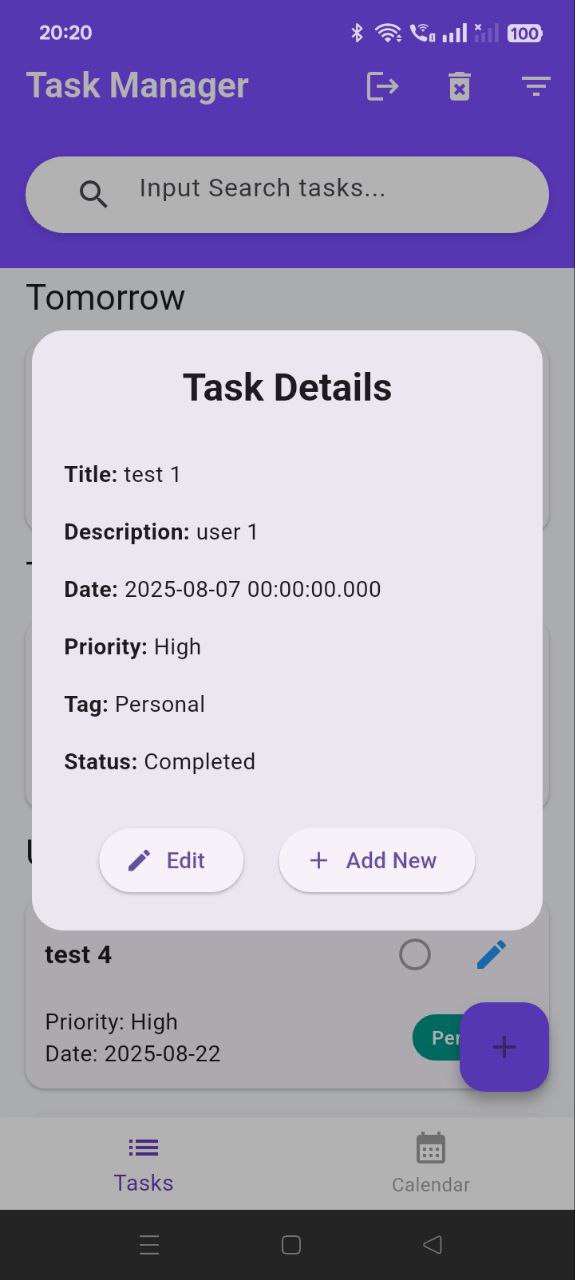 20:20
100
Task Manager
Input Search tasks...
Tomorrow
Task Details
Title: test 1
Description: user 1
Date: 2025-08-07 00:00:00.000
Priority: High
Tag: Personal
Status: Completed
Edit
Add New
test 4
Priority: High
Date: 2025-08-22
Per
+
Tasks
Calendar